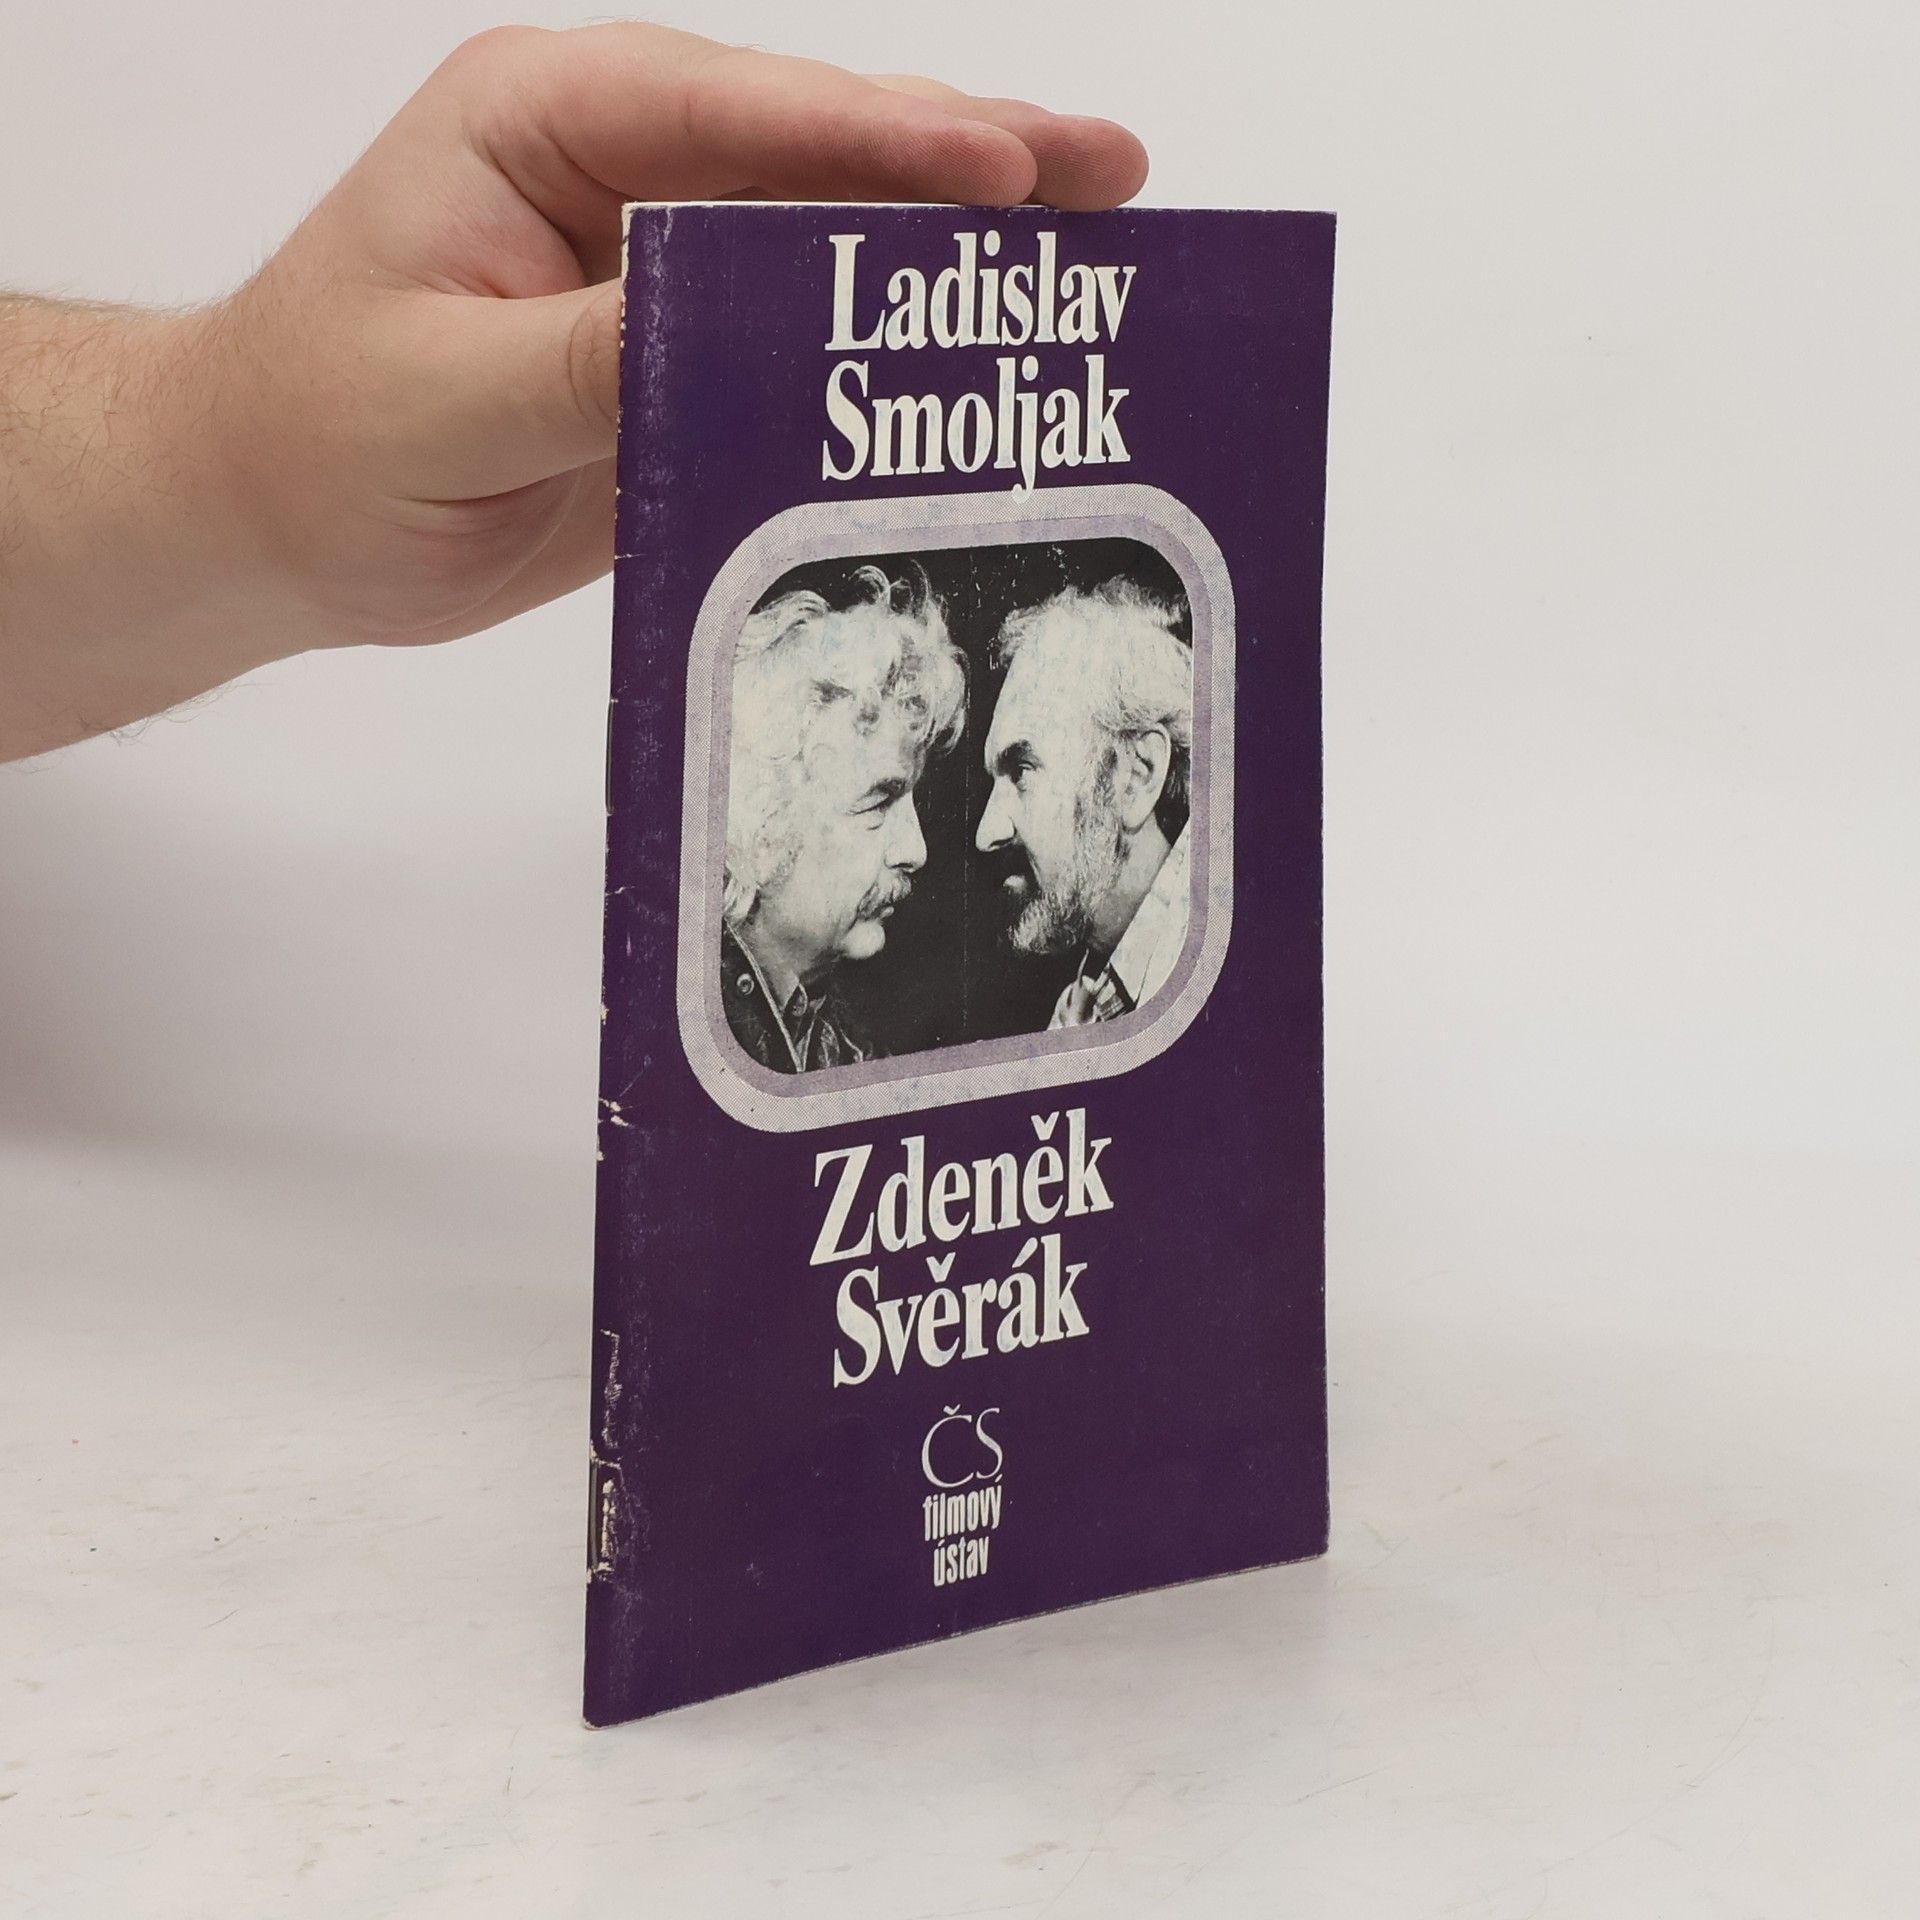 Ladislav
Smoljak
Zdeněk
Svěrák
ČS
filmový
ústav